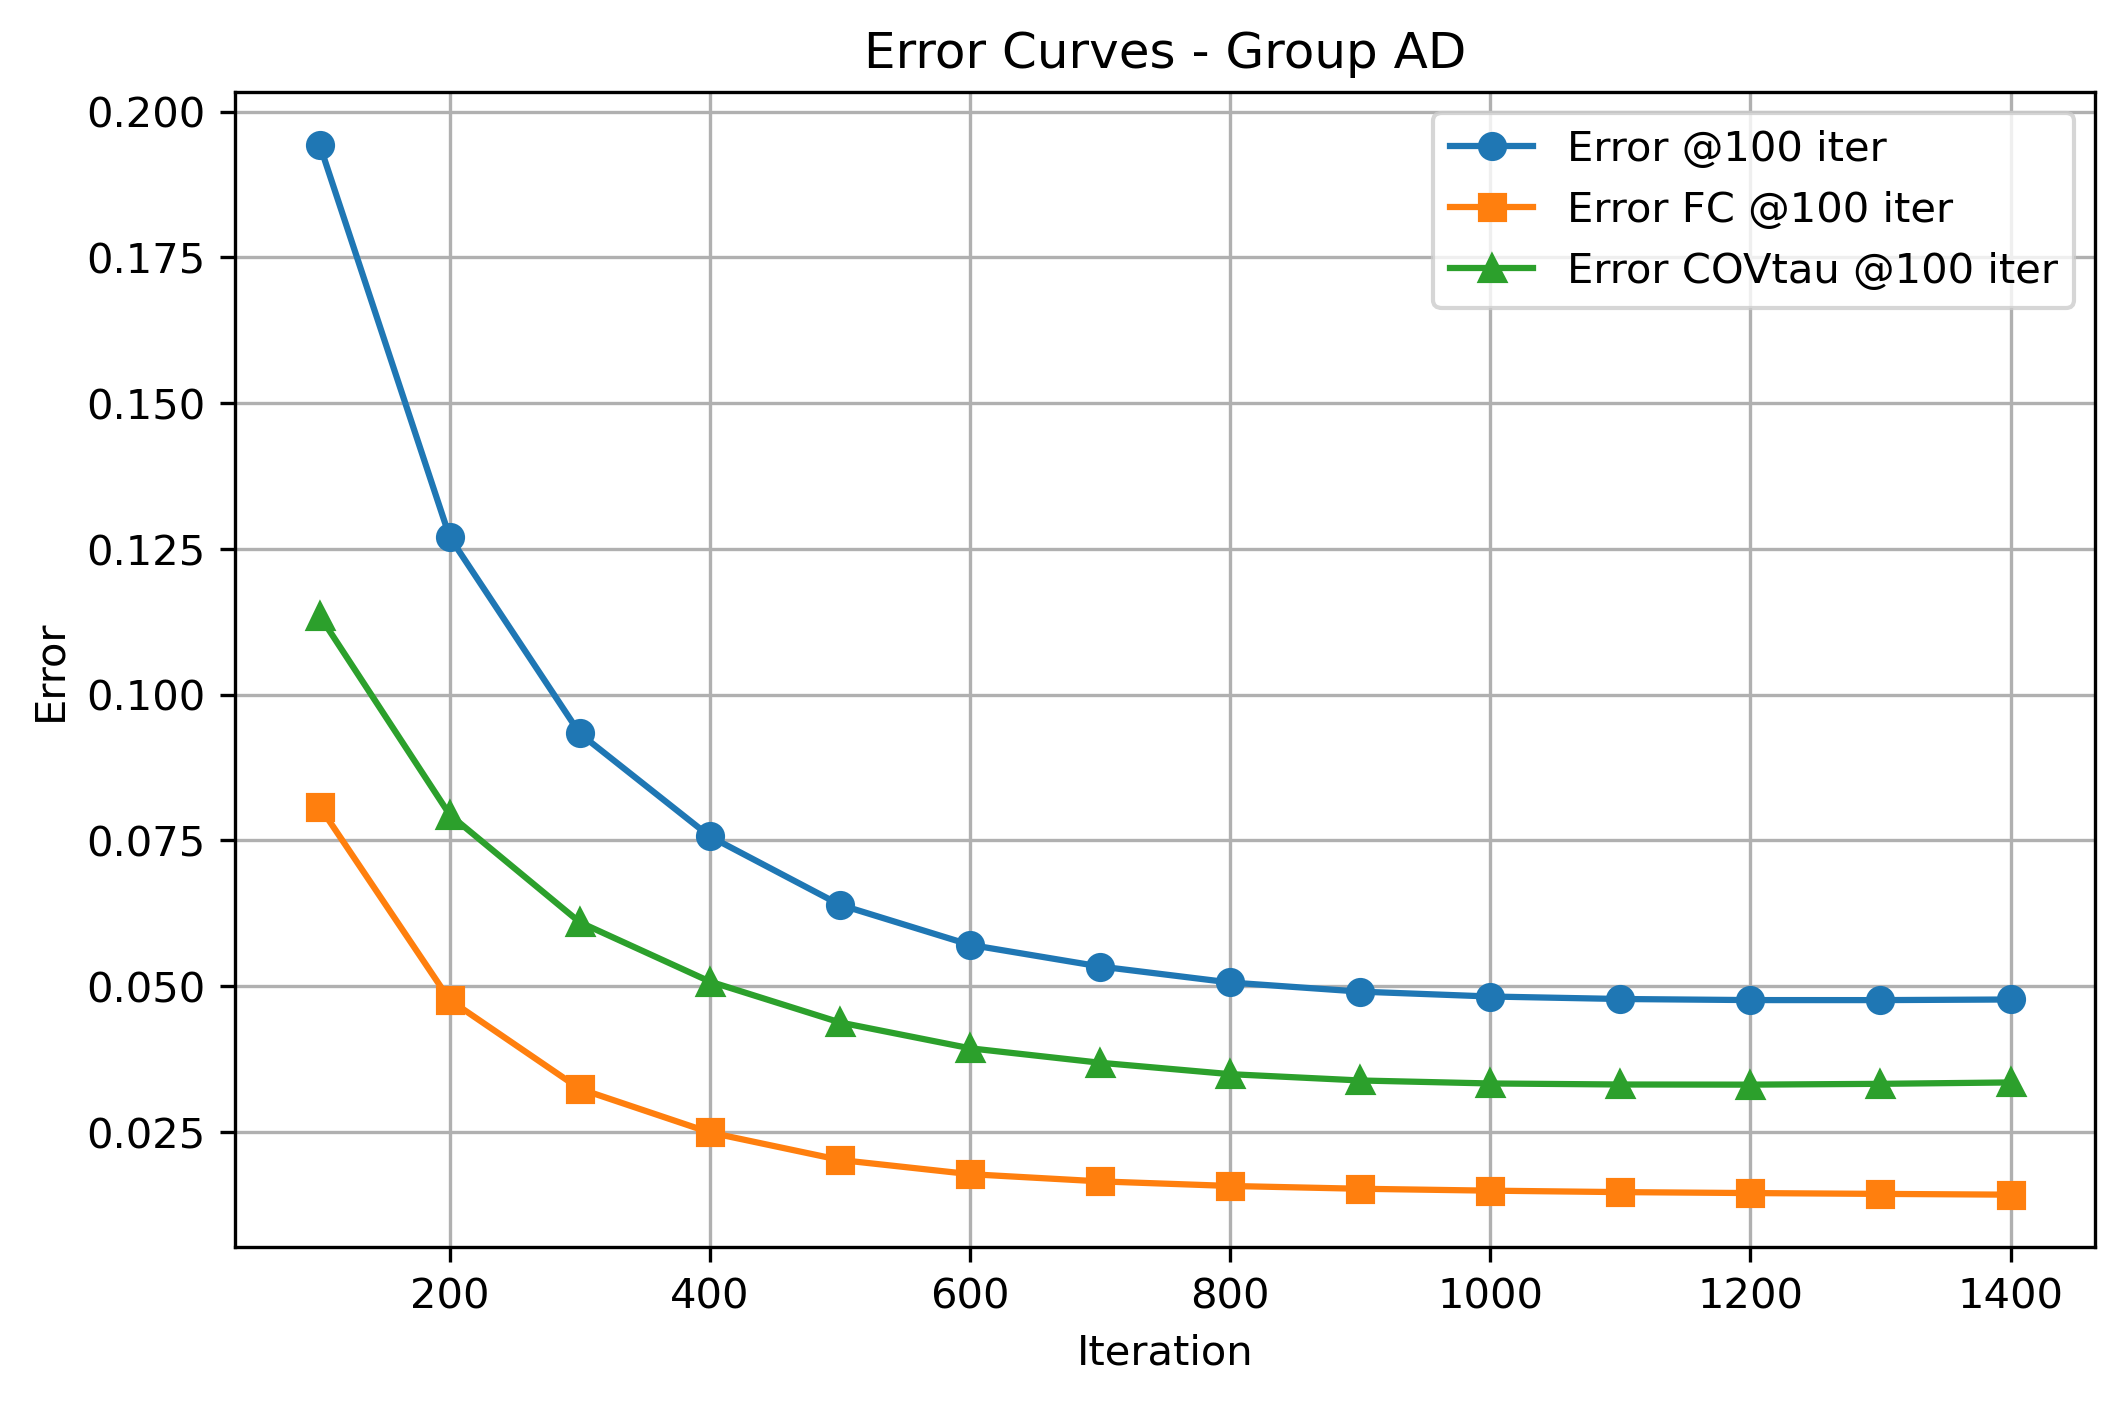 Error Curves - Group AD
0.200
0.175
0.150
0.125
0.100
0.075
0.050
0.025
Error
Error @100 iter
Error FC @100 iter
Error COVtau @100 iter
200 400 600 800 1000 1200 1400
Iteration